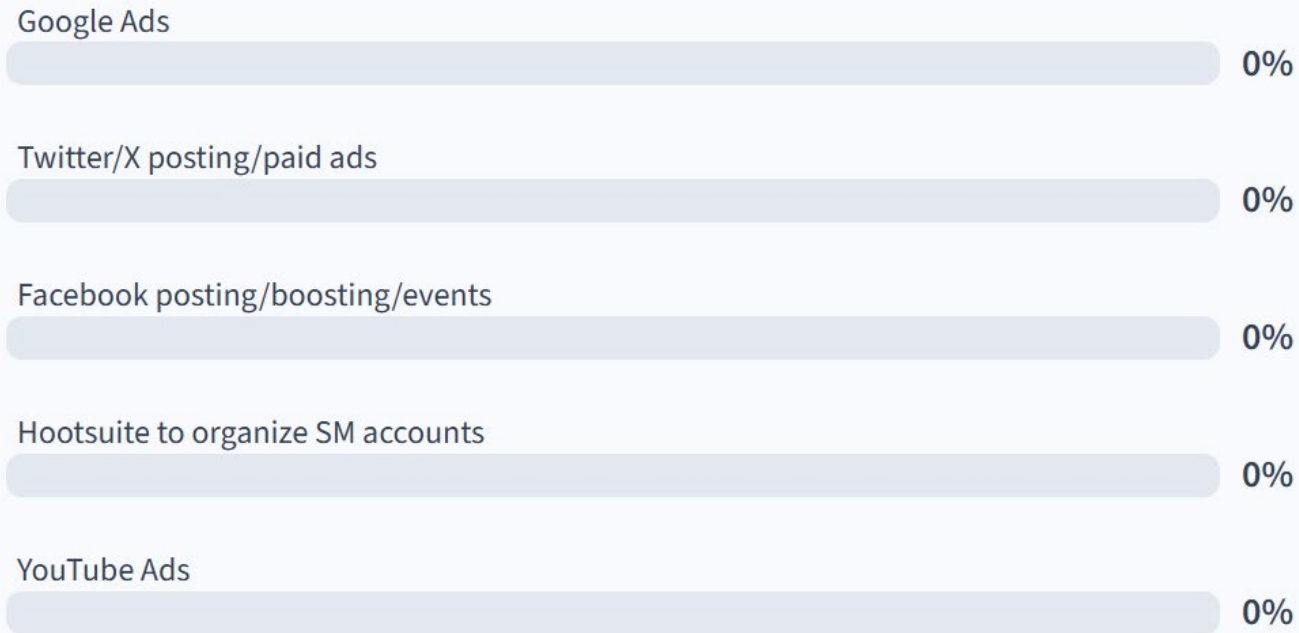 Google Ads
0%
Twitter/X posting/paid ads
0%
Facebook posting/boosting/events
0%
Hootsuite to organize SM accounts
0%
YouTube Ads
0%